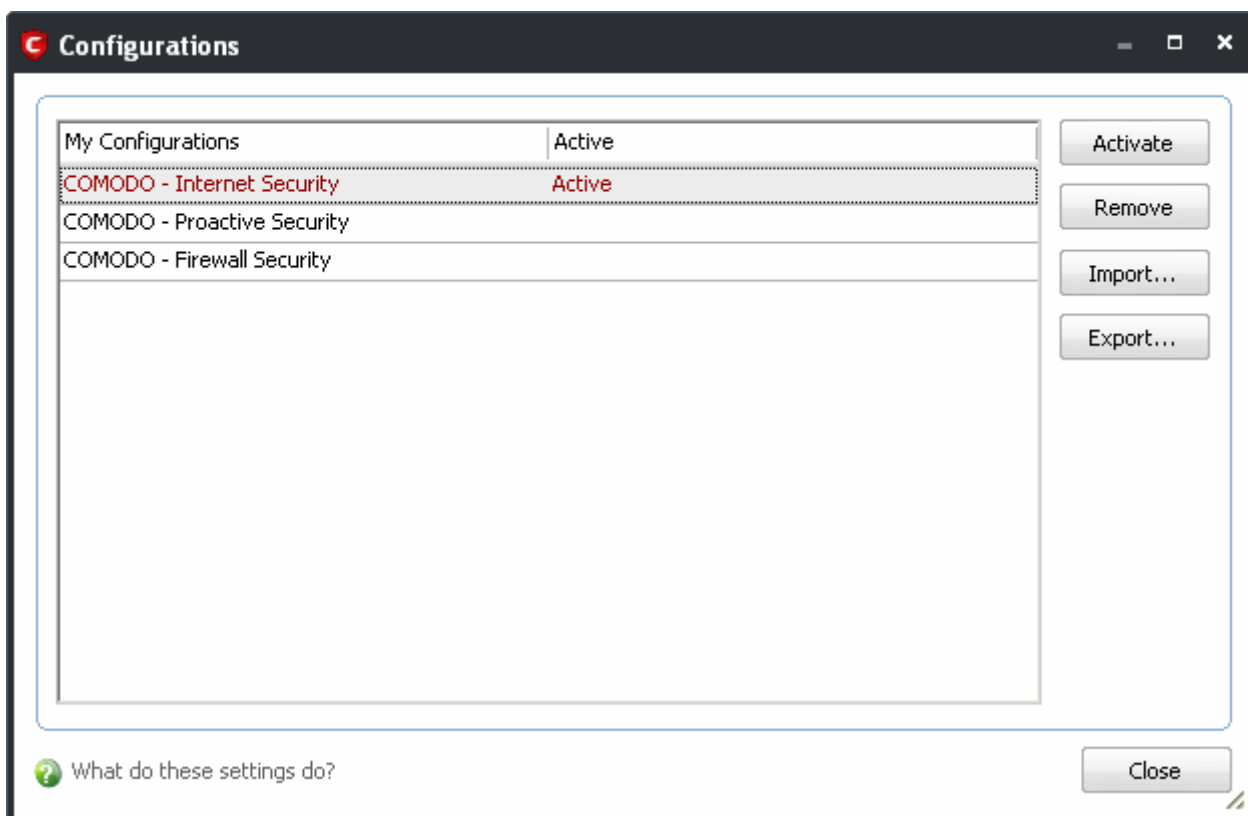 Configurations
My Configurations Active
COMODO - Internet Security Active
COMODO - Proactive Security
COMODO - Firewall Security
Activate
Remove
Import...
Export...
What do these settings do?
Close